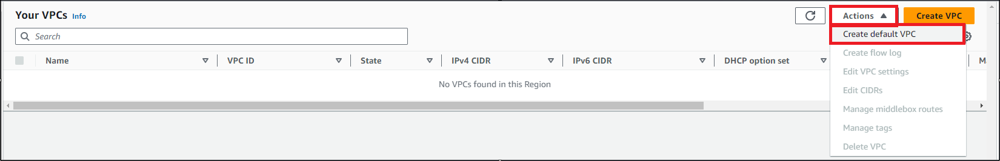 Your VPCs Info
Actions
Create VPC
Search
Create default VPC
Name VPC ID State IPv4 CIDR IPv6 CIDR DHCP option set
No VPCs found in this Region
Create flow log
Edit VPC settings
Edit CIDRs
Manage middlebox routes
Manage tags
Delete VPC